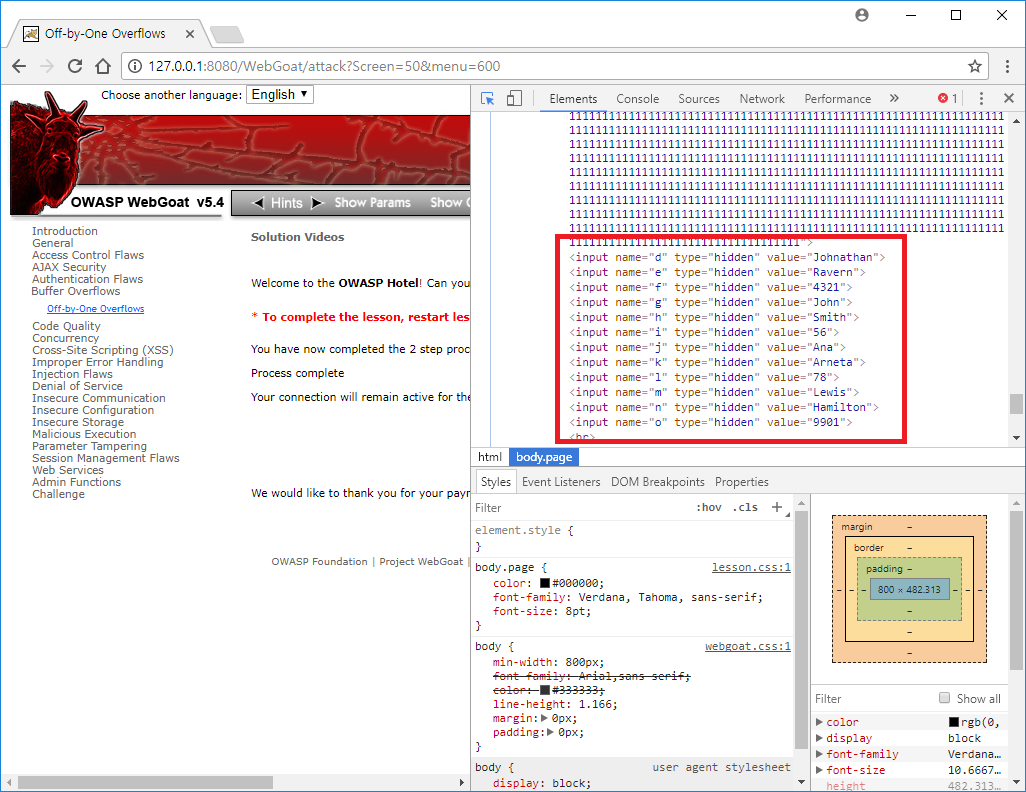 Off-by-One Overflows
127.0.0.1:8080/WebGoat/attack?Screen=50&menu=600
Choose another language: English
OWASP WebGoat v5.4
Hints
Show Params
Show C
Introduction
General
Access Control Flaws
AJAX Security
Authentication Flaws
Buffer Overflows
Off-by-One Overflows
Code Quality
Concurrency
Cross-Site Scripting (XSS)
Improper Error Handling
Injection Flaws
Denial of Service
Insecure Communication
Insecure Configuration
Insecure Storage
Malicious Execution
Parameter Tampering
Session Management Flaws
Web Services
Admin Functions
Challenge
Solution Videos
Welcome to the OWASP Hotel! Can you
* To complete the lesson, restart les
You have now completed the 2 step proc
Process complete
Your connection will remain active for the
We would like to thank you for your payr
OWASP Foundation | Project WebGoat |
Elements Console Sources Network Performance » 1
<input name="d" type="hidden" value="Johnathan">
<input name="e" type="hidden" value="Ravern">
<input name="f" type="hidden" value="4321">
<input name="g" type="hidden" value="John">
<input name="h" type="hidden" value="Smith">
<input name="i" type="hidden" value="56">
<input name="j" type="hidden" value="Ana">
<input name="k" type="hidden" value="Arneta">
<input name="l" type="hidden" value="78">
<input name="m" type="hidden" value="Lewis">
<input name="n" type="hidden" value="Hamilton">
<input name="o" type="hidden" value="9901">
<br>
html body.page
Styles Event Listeners DOM Breakpoints Properties
Filter :hov .cls +
element.style {
}
body.page { lesson.css:1
color: #000000;
font-family: Verdana, Tahoma, sans-serif;
font-size: 8pt;
}
body { webgoat.css:1
min-width: 800px;
font-family: Arial,sans-serif;
color: #333333;
line-height: 1.166;
margin: 0px;
padding: 0px;
}
body { user agent stylesheet
display: block;
margin –
border –
padding –
– – – 800 × 482.313 – – –
–
–
–
Filter Show all
color rgb(0,
display block
font-family Verdana…
font-size 10.6667…
height 482.313…